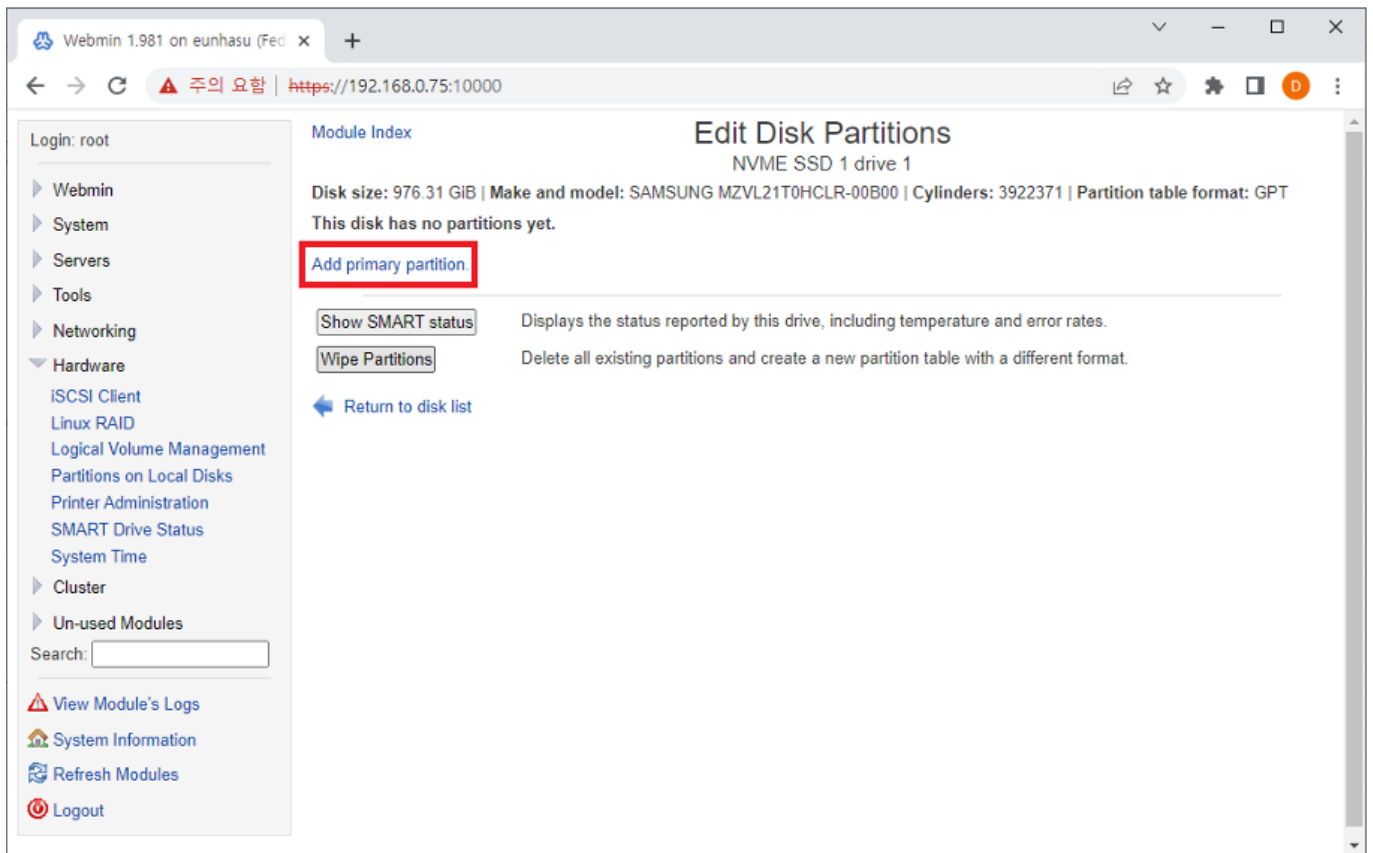 Webmin 1.981 on eunhasu (Fed
주의 요함 https://192.168.0.75:10000
D
Login: root
Webmin
System
Servers
Tools
Networking
Hardware
iSCSI Client
Linux RAID
Logical Volume Management
Partitions on Local Disks
Printer Administration
SMART Drive Status
System Time
Cluster
Un-used Modules
Search:
View Module's Logs
System Information
Refresh Modules
Logout
Module Index
Edit Disk Partitions
NVME SSD 1 drive 1
Disk size: 976.31 GiB | Make and model: SAMSUNG MZVL21T0HCLR-00B00 | Cylinders: 3922371 | Partition table format: GPT
This disk has no partitions yet.
Add primary partition.
Show SMART status Displays the status reported by this drive, including temperature and error rates.
Wipe Partitions Delete all existing partitions and create a new partition table with a different format.
Return to disk list